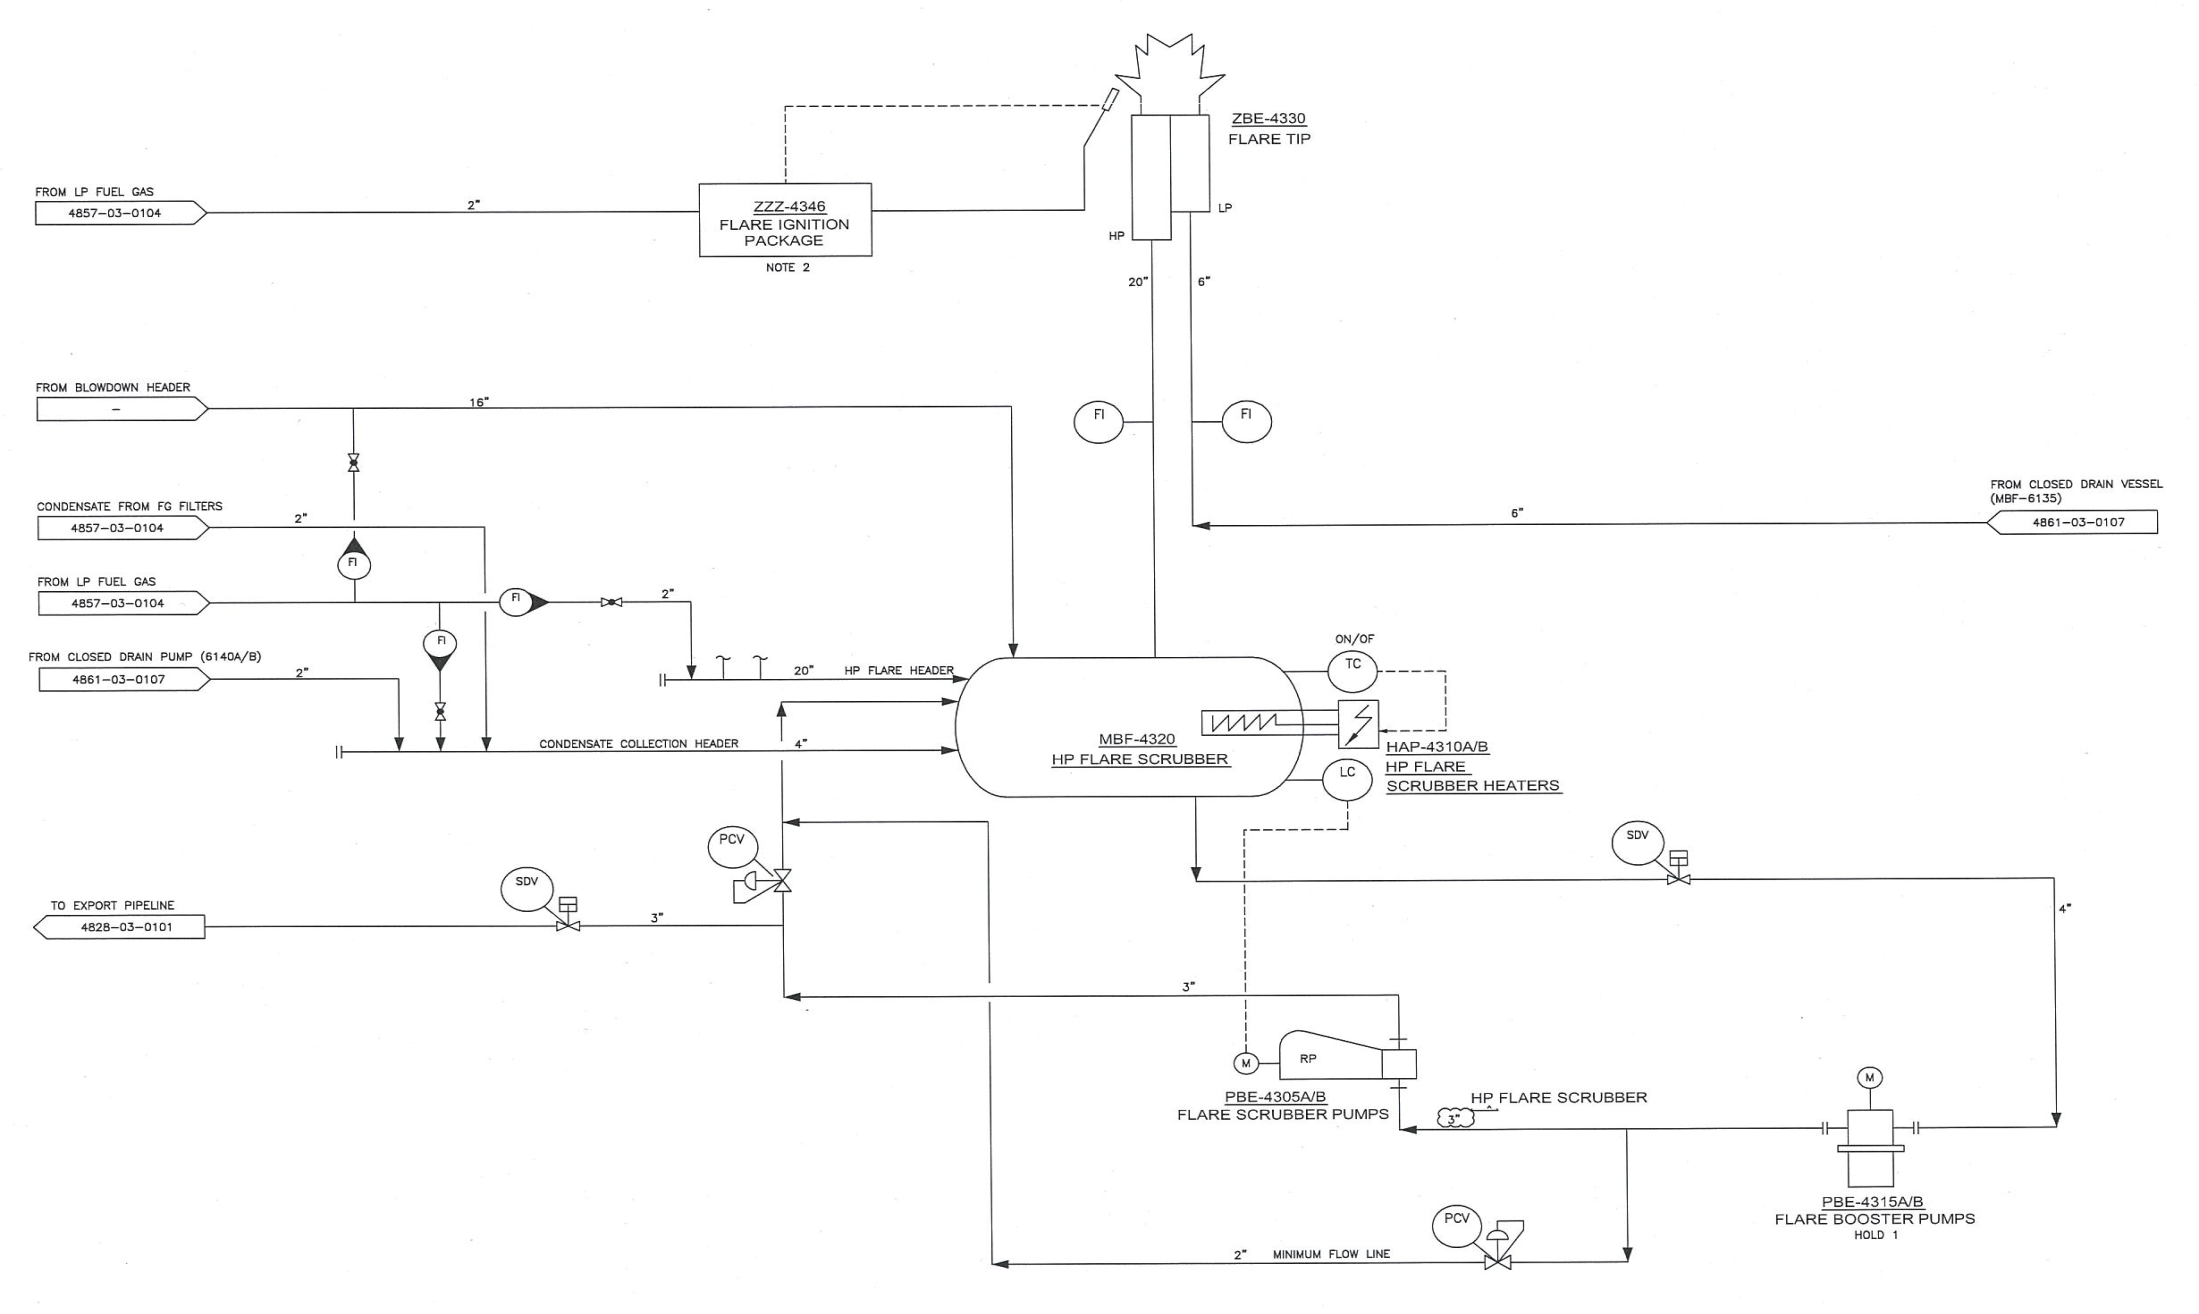 ZBE-4330
FLARE TIP
FROM LP FUEL GAS
4857-03-0104
2"
ZZZ-4346
FLARE IGNITION
PACKAGE
NOTE 2
LP
HP
20"
6"
FROM BLOWDOWN HEADER
-
16"
FI
FI
FROM CLOSED DRAIN VESSEL
(MBF-6135)
4861-03-0107
6"
CONDENSATE FROM FG FILTERS
4857-03-0104
2"
FI
FROM LP FUEL GAS
4857-03-0104
FI
2"
FI
FROM CLOSED DRAIN PUMP (6140A/B)
4861-03-0107
2"
20"
HP FLARE HEADER
ON/OF
TC
CONDENSATE COLLECTION HEADER
4"
MBF-4320
HP FLARE SCRUBBER
HAP-4310A/B
HP FLARE
SCRUBBER HEATERS
LC
PCV
SDV
SDV
TO EXPORT PIPELINE
4828-03-0101
3"
4"
3"
M
RP
PBE-4305A/B
FLARE SCRUBBER PUMPS
HP FLARE SCRUBBER
3"
M
PBE-4315A/B
FLARE BOOSTER PUMPS
HOLD 1
PCV
2"
MINIMUM FLOW LINE